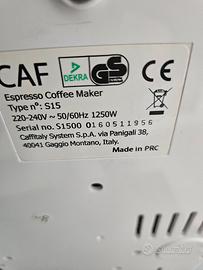 CAF
DEKRA
GS
Espresso Coffee Maker
Type n°: S15
220-240V ~ 50/60Hz 1250W
Serial no. S1500 0160511956
Caffitaly System S.p.A. via Panigali 38,
40041 Gaggio Montano, Italy.
Made in PRC
subito